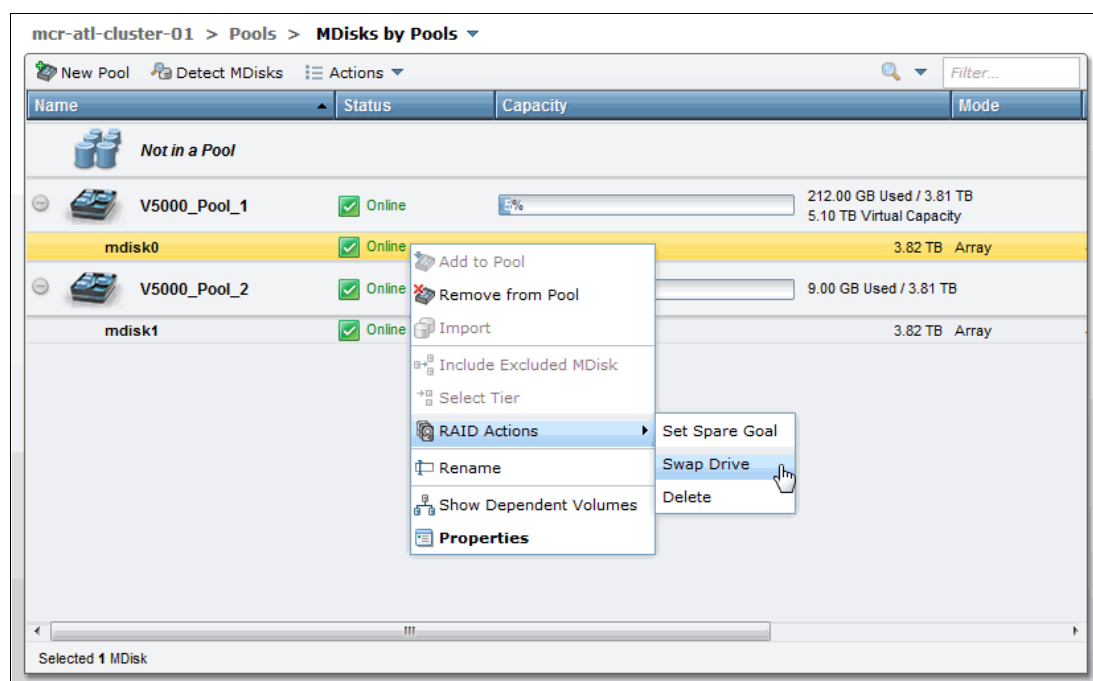 mcr-atl-cluster-01 > Pools > MDisks by Pools
New Pool Detect MDisks Actions Filter...
Name Status Capacity Mode
Not in a Pool
V5000_Pool_1 Online 5% 212.00 GB Used / 3.81 TB
5.10 TB Virtual Capacity
mdisk0 Online 3.82 TB Array
Add to Pool
V5000_Pool_2 Online 9.00 GB Used / 3.81 TB
Remove from Pool
mdisk1 Online 3.82 TB Array
Import
Include Excluded MDisk
Select Tier
RAID Actions Set Spare Goal
Swap Drive
Rename
Delete
Show Dependent Volumes
Properties
Selected 1 MDisk